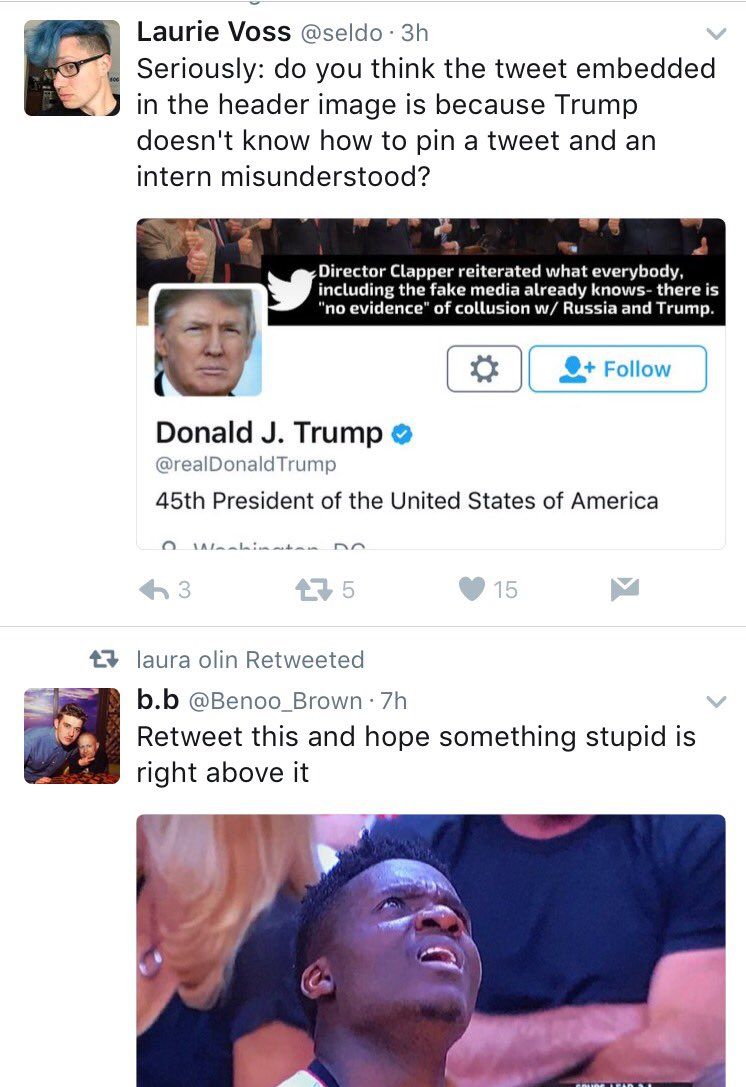 Laurie Voss @seldo · 3h
Seriously: do you think the tweet embedded
in the header image is because Trump
doesn't know how to pin a tweet and an
intern misunderstood?
Director Clapper reiterated what everybody,
including the fake media already knows- there is
"no evidence" of collusion w/ Russia and Trump.
Follow
Donald J. Trump
@realDonaldTrump
45th President of the United States of America
Washington, DC
3 5 15
laura olin Retweeted
b.b @Benoo_Brown · 7h
Retweet this and hope something stupid is
right above it